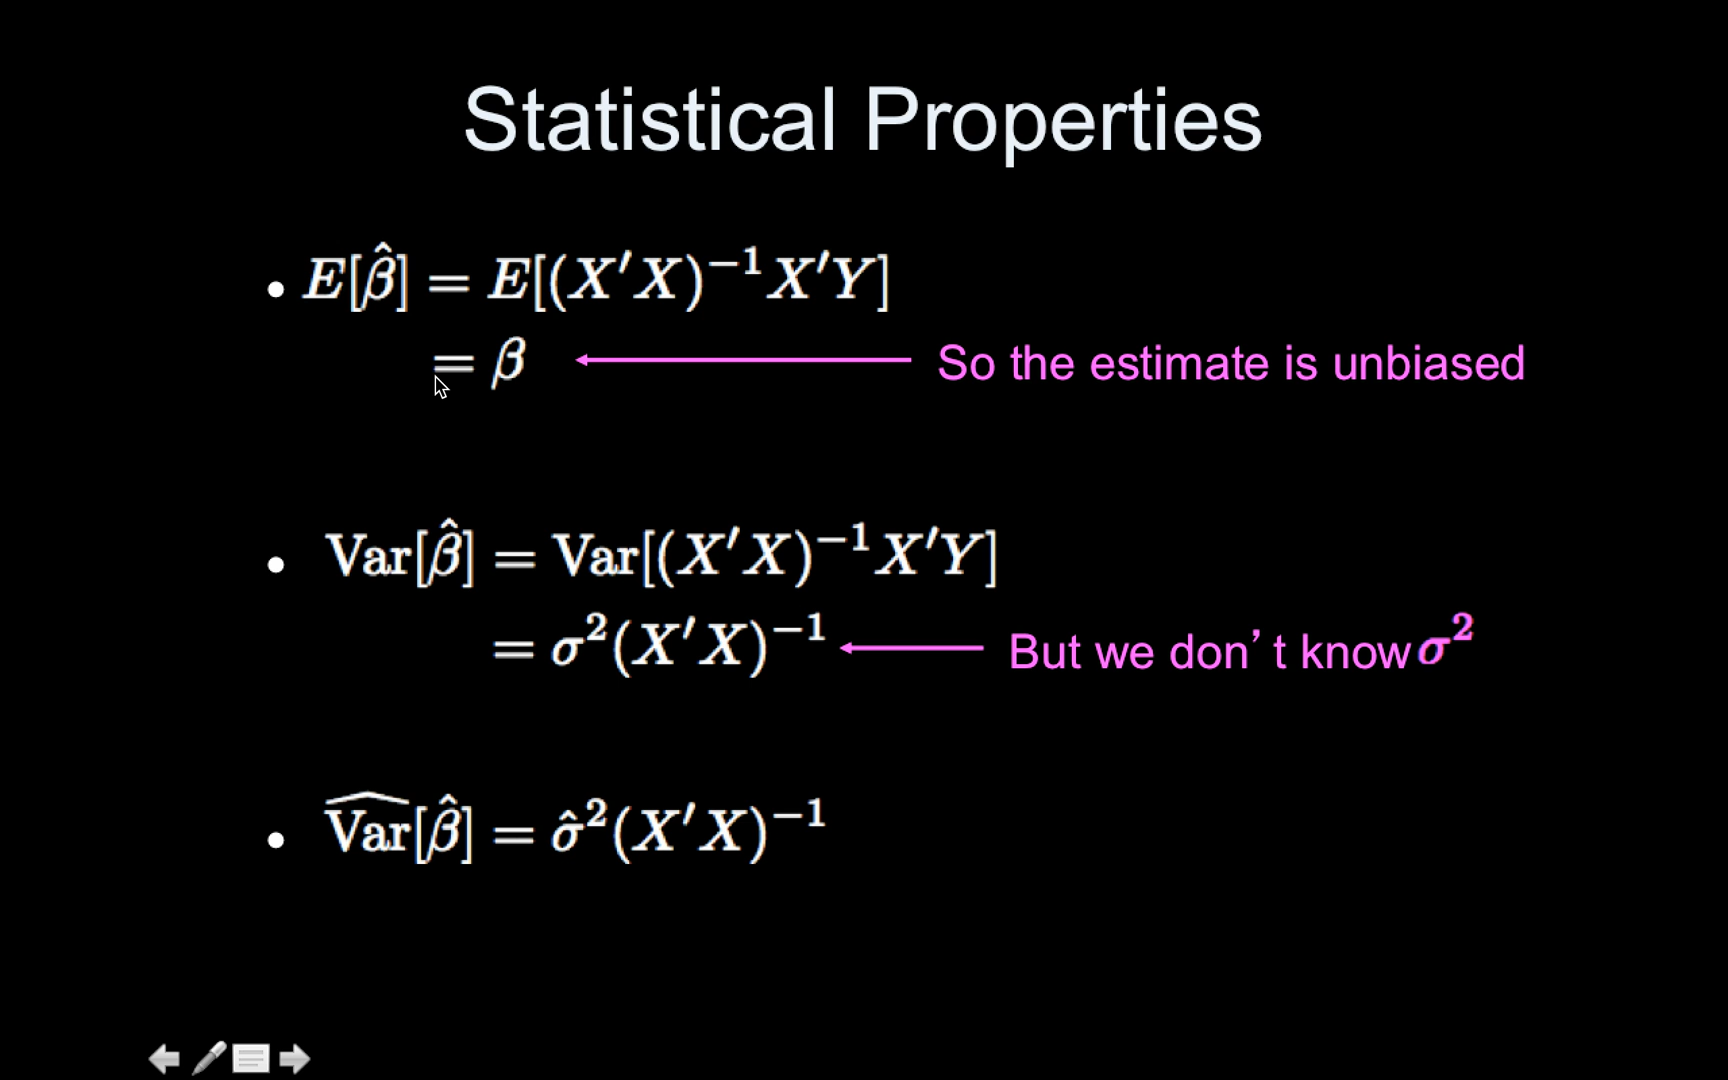 Statistical Properties
• E[β̂] = E[(X′X)⁻¹X′Y]
= β So the estimate is unbiased
• Var[β̂] = Var[(X′X)⁻¹X′Y]
= σ²(X′X)⁻¹ But we don’t know σ²
• V͡ar[β̂] = σ̂²(X′X)⁻¹